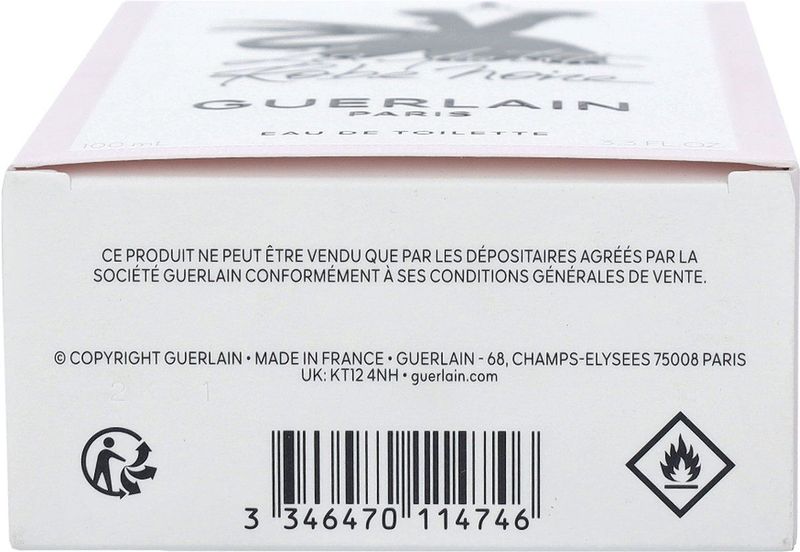 Robe Noire
GUERLAIN
PARIS
EAU DE TOILETTE
100 ml 3.3 FL.OZ
CE PRODUIT NE PEUT ÊTRE VENDU QUE PAR LES DÉPOSITAIRES AGRÉÉS PAR LA
SOCIÉTÉ GUERLAIN CONFORMÉMENT À SES CONDITIONS GÉNÉRALES DE VENTE.
© COPYRIGHT GUERLAIN • MADE IN FRANCE • GUERLAIN - 68, CHAMPS-ELYSEES 75008 PARIS
UK: KT12 4NH • guerlain.com
3 346470 114746